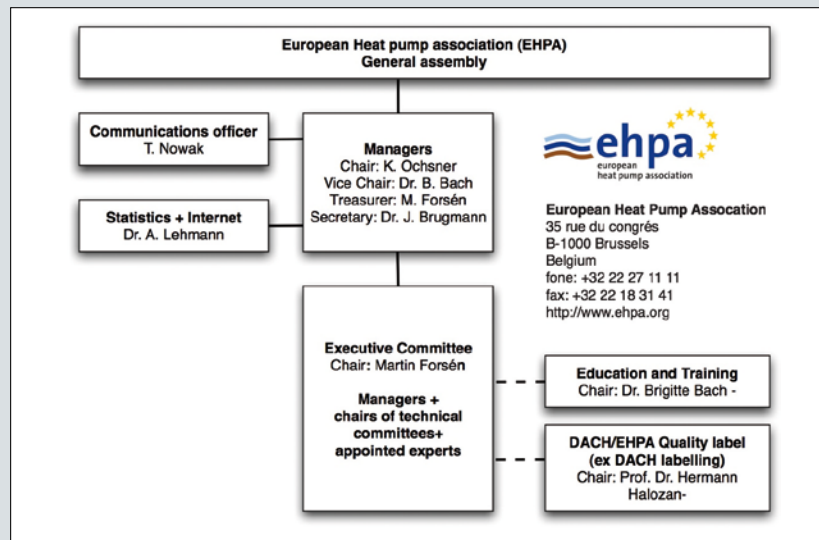 European Heat pump association (EHPA)
General assembly
Communications officer
T. Nowak
Managers
Chair: K. Ochsner
Vice Chair: Dr. B. Bach
Treasurer: M. Forsén
Secretary: Dr. J. Brugmann
Statistics + Internet
Dr. A. Lehmann
ehpa
european
heat pump association
European Heat Pump Assocation
35 rue du congrés
B-1000 Brussels
Belgium
fone: +32 22 27 11 11
fax: +32 22 18 31 41
http://www.ehpa.org
Executive Committee
Chair: Martin Forsén
Managers +
chairs of technical
committees+
appointed experts
Education and Training
Chair: Dr. Brigitte Bach -
DACH/EHPA Quality label
(ex DACH labelling)
Chair: Prof. Dr. Hermann
Halozan-